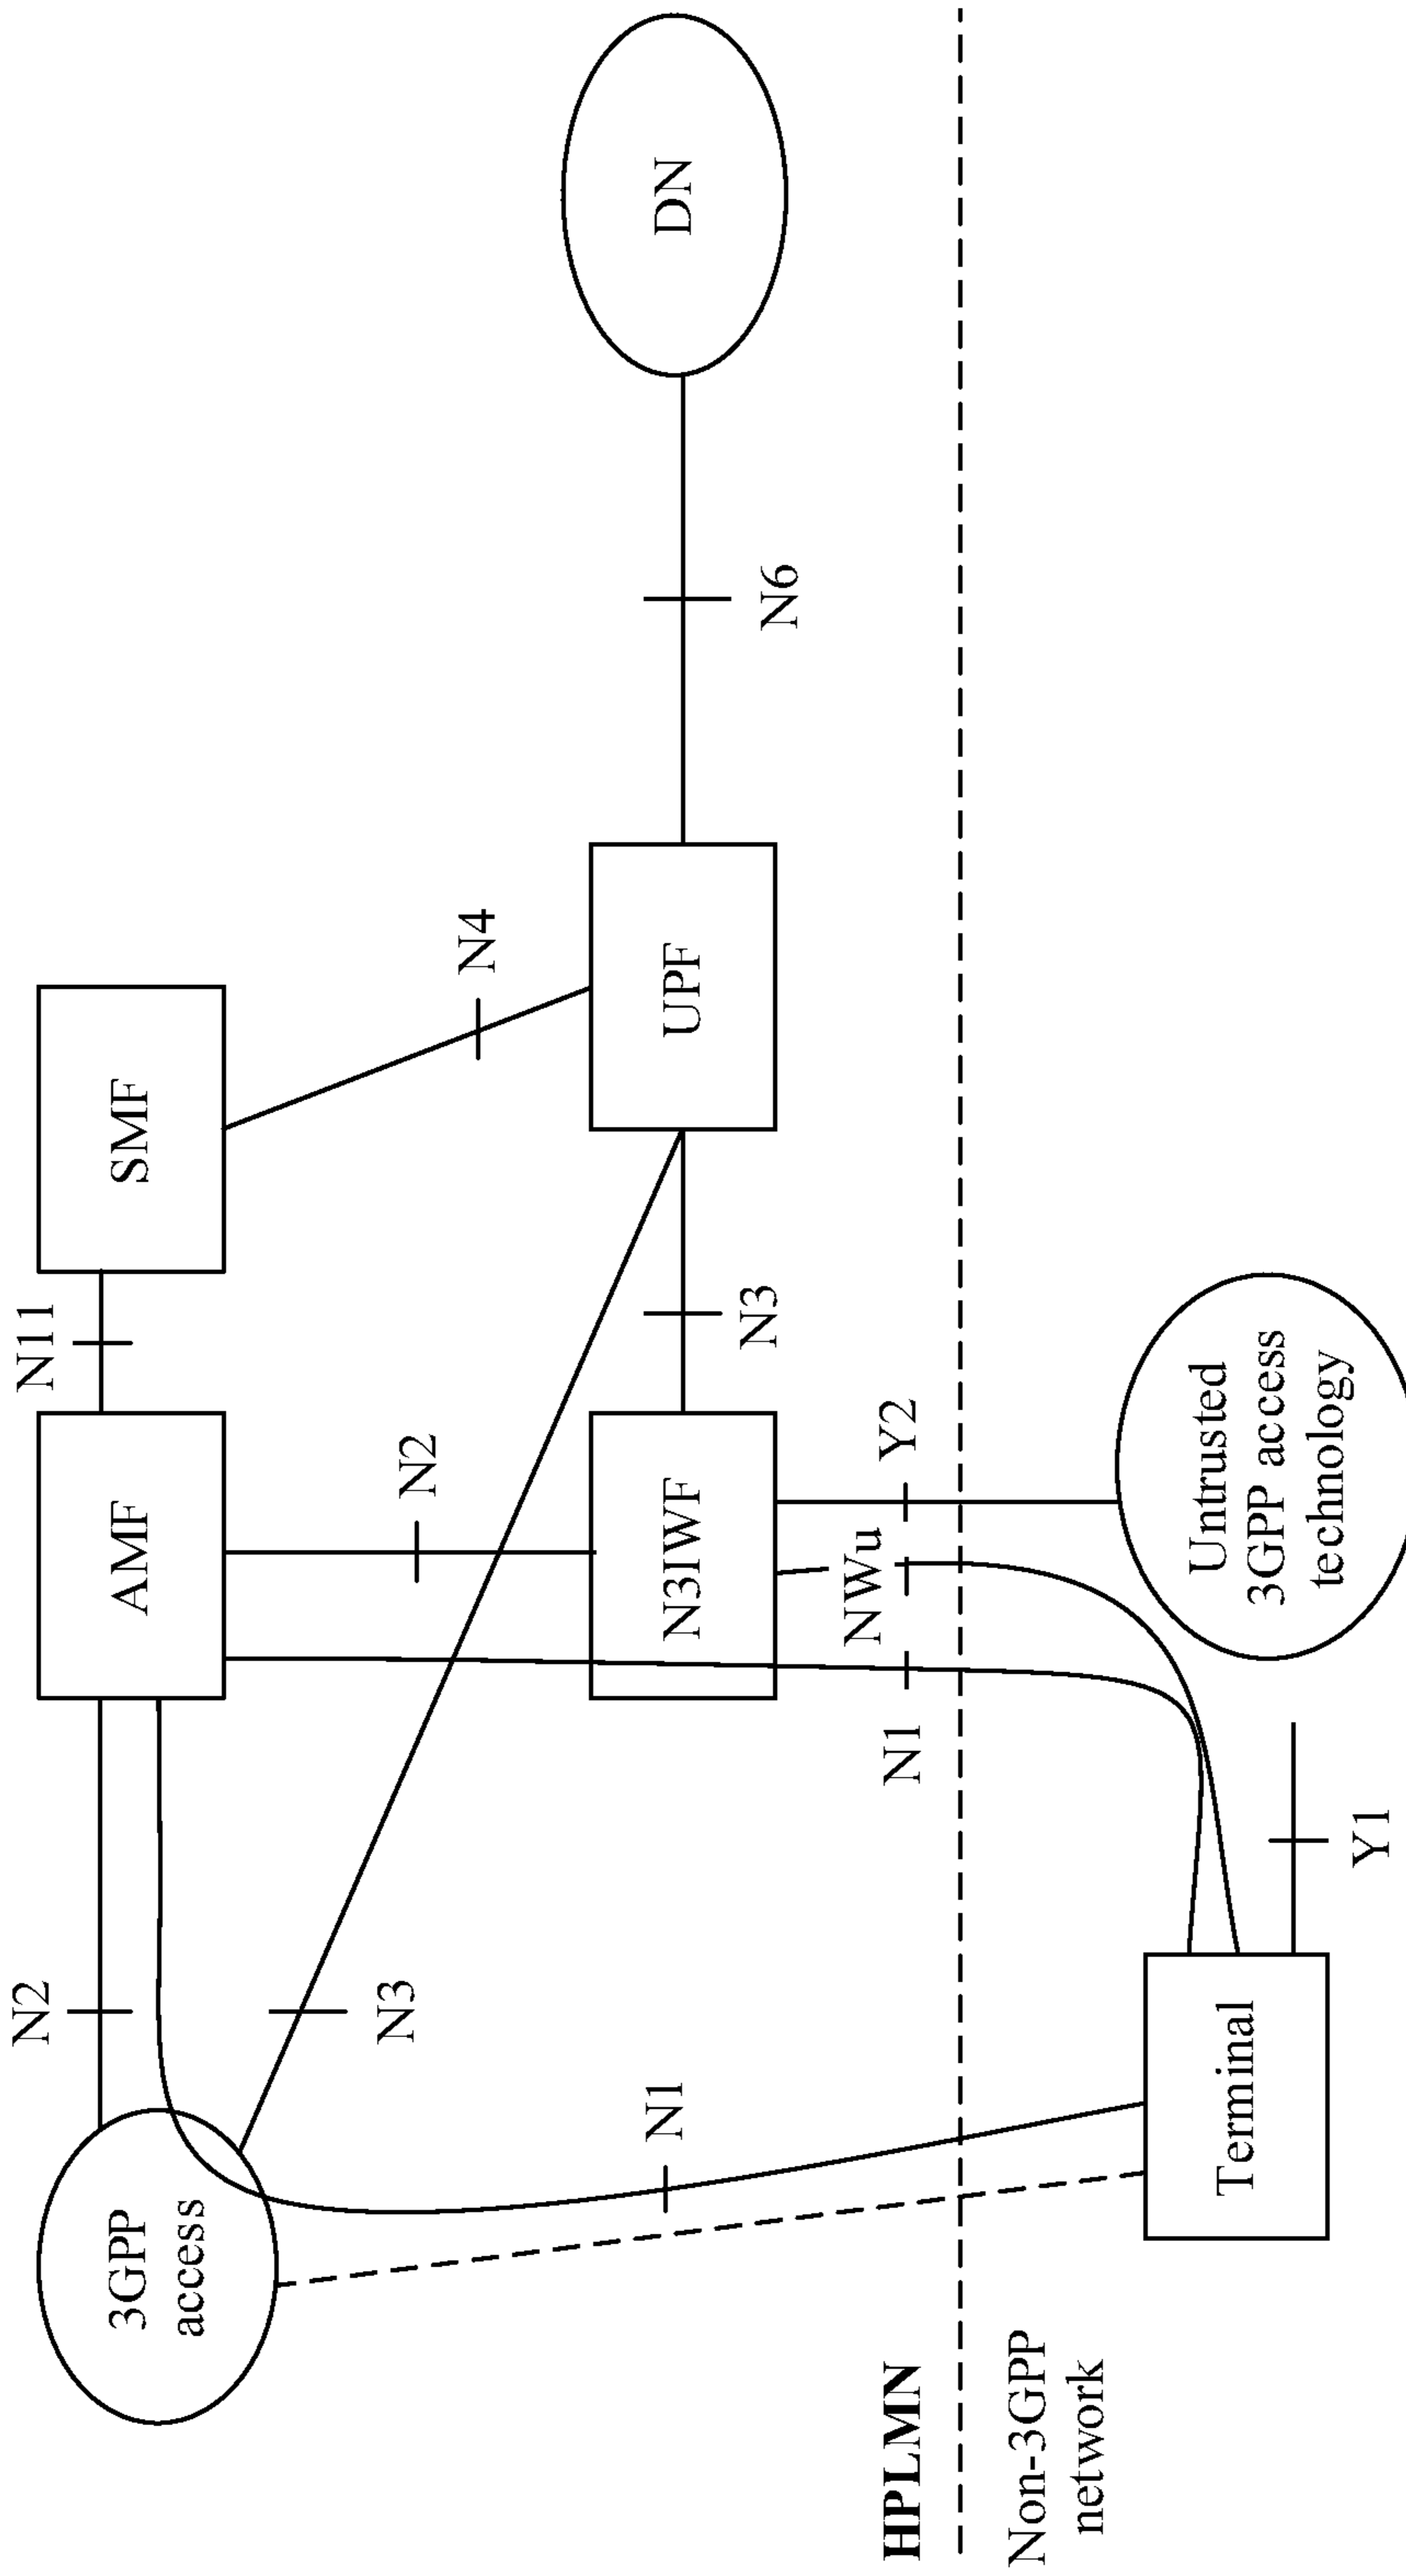 N2
N11
3GPP
access
AMF
SMF
N3
N2
N4
N1
N3IWF
N3
UPF
N6
DN
NWu
Y2
N1
HPLMN
Non-3GPP
network
Terminal
Y1
Untrusted
3GPP access
technology